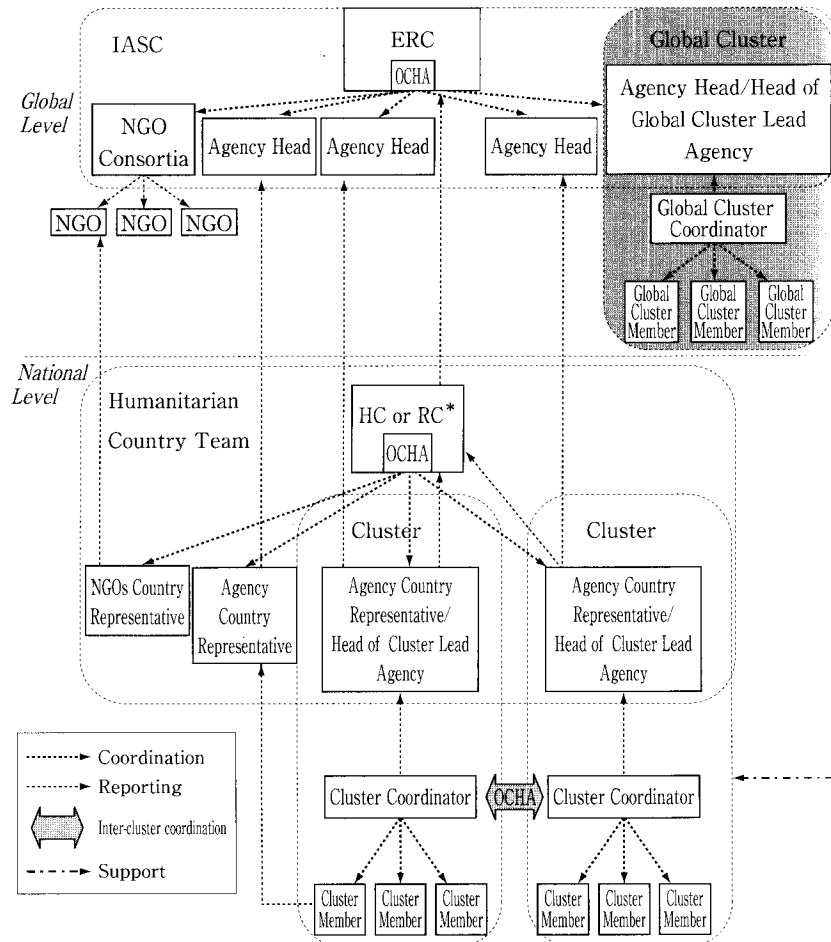 IASC
ERC
OCHA
Global Cluster
Global
Level
NGO
Consortia
Agency Head
Agency Head
Agency Head
Agency Head/Head of
Global Cluster Lead
Agency
NGO
NGO
NGO
Global Cluster
Coordinator
Global
Cluster
Member
Global
Cluster
Member
Global
Cluster
Member
National
Level
Humanitarian
Country Team
HC or RC*
OCHA
Cluster
Cluster
NGOs Country
Representative
Agency
Country
Representative
Agency Country
Representative/
Head of Cluster Lead
Agency
Agency Country
Representative/
Head of Cluster Lead
Agency
Coordination
Reporting
Inter-cluster coordination
Support
Cluster Coordinator
OCHA
Cluster Coordinator
Cluster
Member
Cluster
Member
Cluster
Member
Cluster
Member
Cluster
Member
Cluster
Member